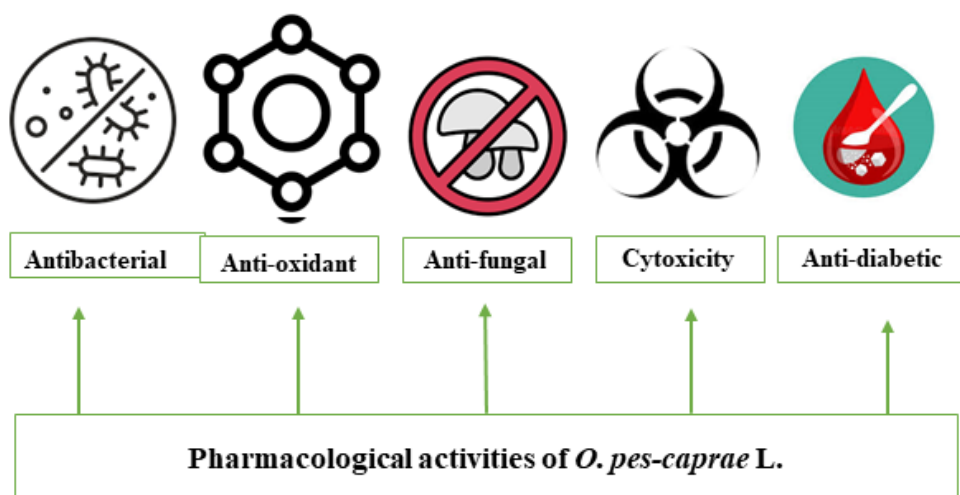 Antibacterial
Anti-oxidant
Anti-fungal
Cytoxicity
Anti-diabetic
Pharmacological activities of O. pes-caprae L.